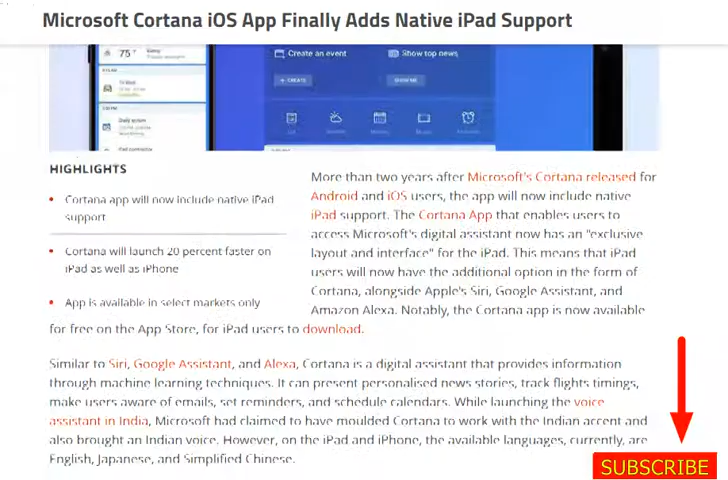 Microsoft Cortana iOS App Finally Adds Native iPad Support
75°
Create an event
Show top news
+ CREATE
SHOW ME
HIGHLIGHTS
• Cortana app will now include native iPad
support
• Cortana will launch 20 percent faster on
iPad as well as iPhone
• App is available in select markets only
More than two years after Microsoft's Cortana released for
Android and iOS users, the app will now include native
iPad support. The Cortana App that enables users to
access Microsoft's digital assistant now has an "exclusive
layout and interface" for the iPad. This means that iPad
users will now have the additional option in the form of
Cortana, alongside Apple's Siri, Google Assistant, and
Amazon Alexa. Notably, the Cortana app is now available
for free on the App Store, for iPad users to download.
Similar to Siri, Google Assistant, and Alexa, Cortana is a digital assistant that provides information
through machine learning techniques. It can present personalised news stories, track flights timings,
make users aware of emails, set reminders, and schedule calendars. While launching the voice
assistant in India, Microsoft had claimed to have moulded Cortana to work with the Indian accent and
also brought an Indian voice. However, on the iPad and iPhone, the available languages, currently, are
English, Japanese, and Simplified Chinese.
SUBSCRIBE